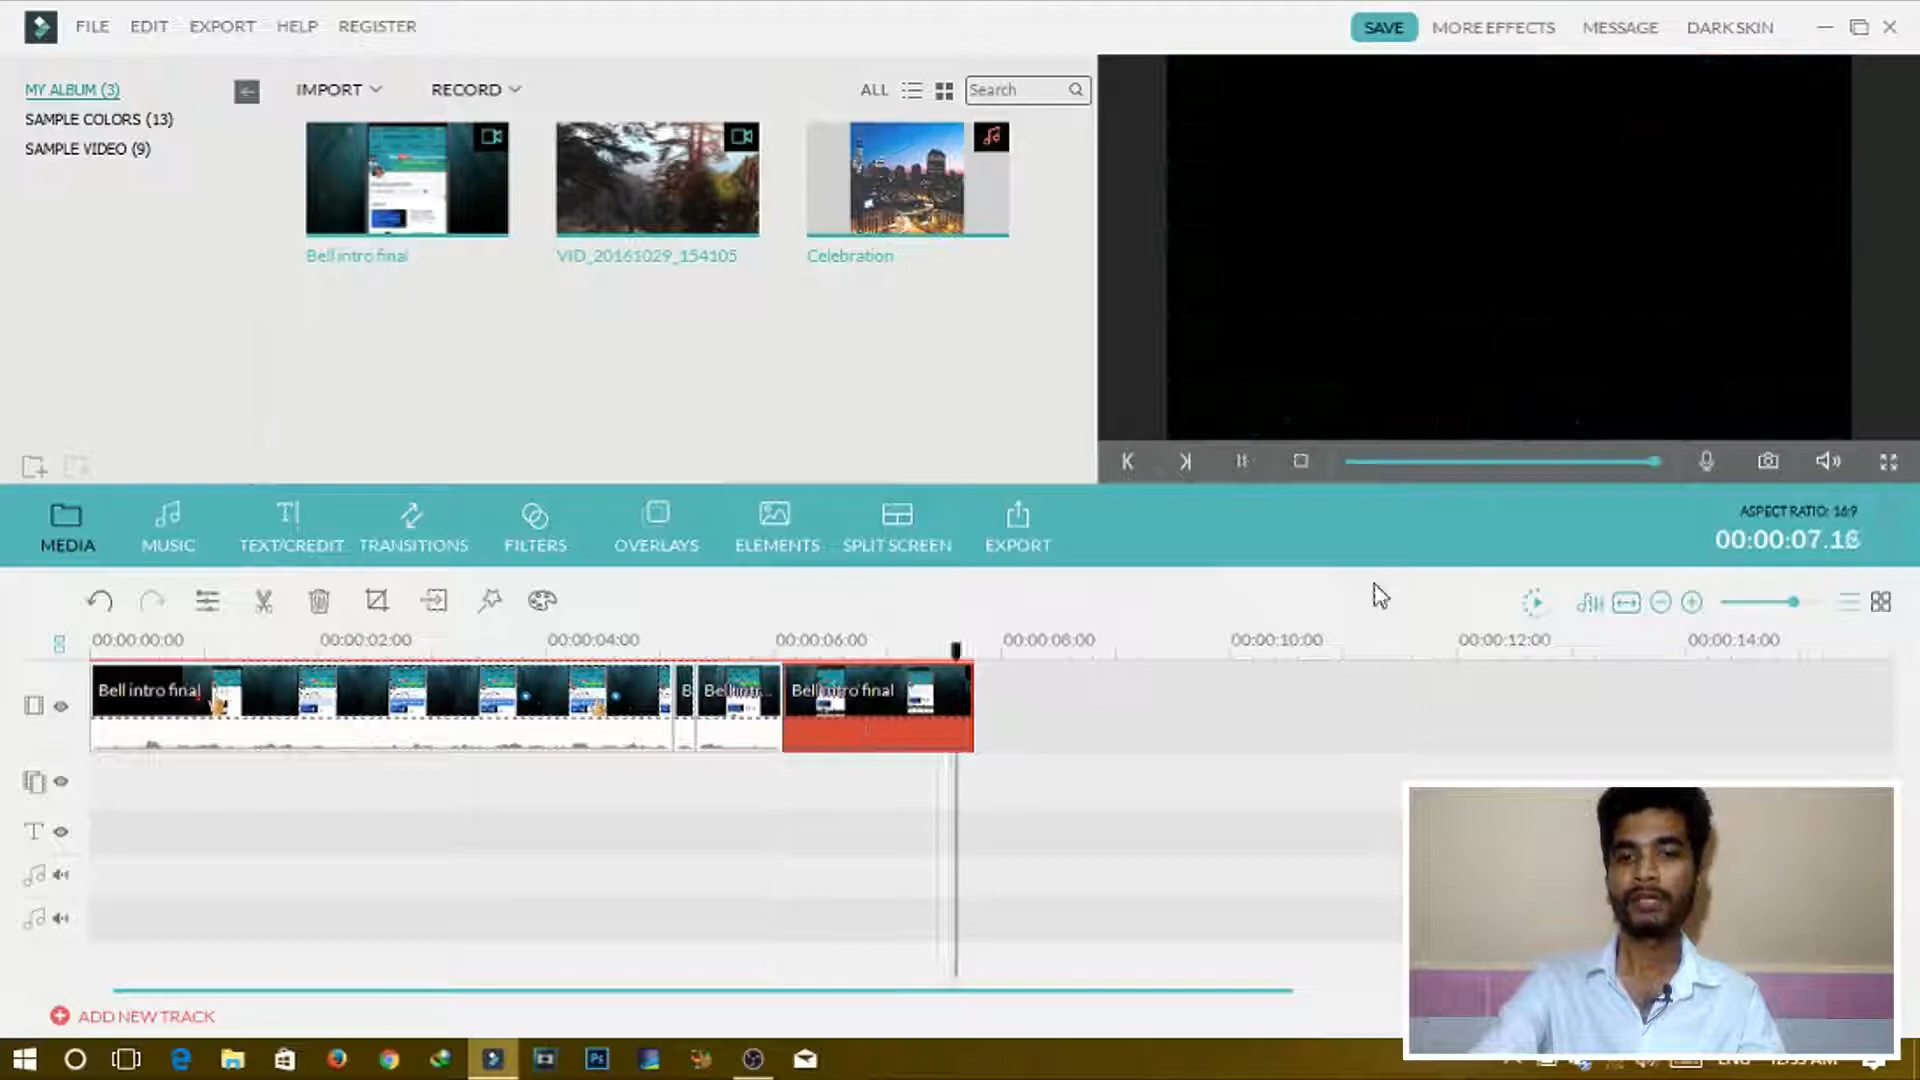 FILE EDIT EXPORT HELP REGISTER
SAVE MORE EFFECTS MESSAGE DARK SKIN
MY ALBUM (3)
SAMPLE COLORS (13)
SAMPLE VIDEO (9)
IMPORT RECORD ALL Search
Bell intro final VID_20161029_154105 Celebration
MEDIA MUSIC TEXT/CREDIT TRANSITIONS FILTERS OVERLAYS ELEMENTS SPLIT SCREEN EXPORT
ASPECT RATIO: 16:9
00:00:07.16
00:00:00:00 00:00:02:00 00:00:04:00 00:00:06:00 00:00:08:00 00:00:10:00 00:00:12:00 00:00:14:00
Bell intro final B Bell intro final
ADD NEW TRACK